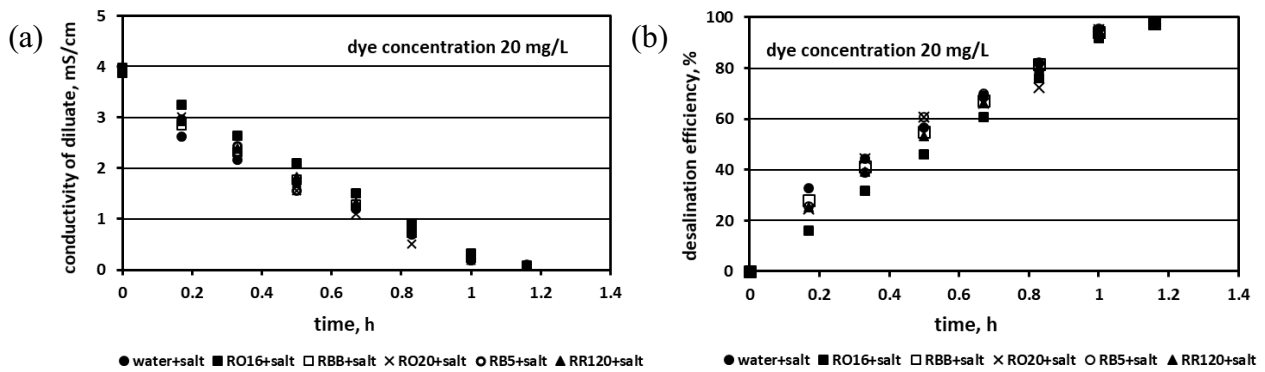 (a)
conductivity of diluate, mS/cm
5
4
3
2
1
0
dye concentration 20 mg/L
0 0.2 0.4 0.6 0.8 1 1.2 1.4
time, h
water+salt RO16+salt RBB+salt RO20+salt RB5+salt RR120+salt
(b)
desalination efficiency, %
100
80
60
40
20
0
dye concentration 20 mg/L
0 0.2 0.4 0.6 0.8 1 1.2 1.4
time, h
water+salt RO16+salt RBB+salt RO20+salt RB5+salt RR120+salt